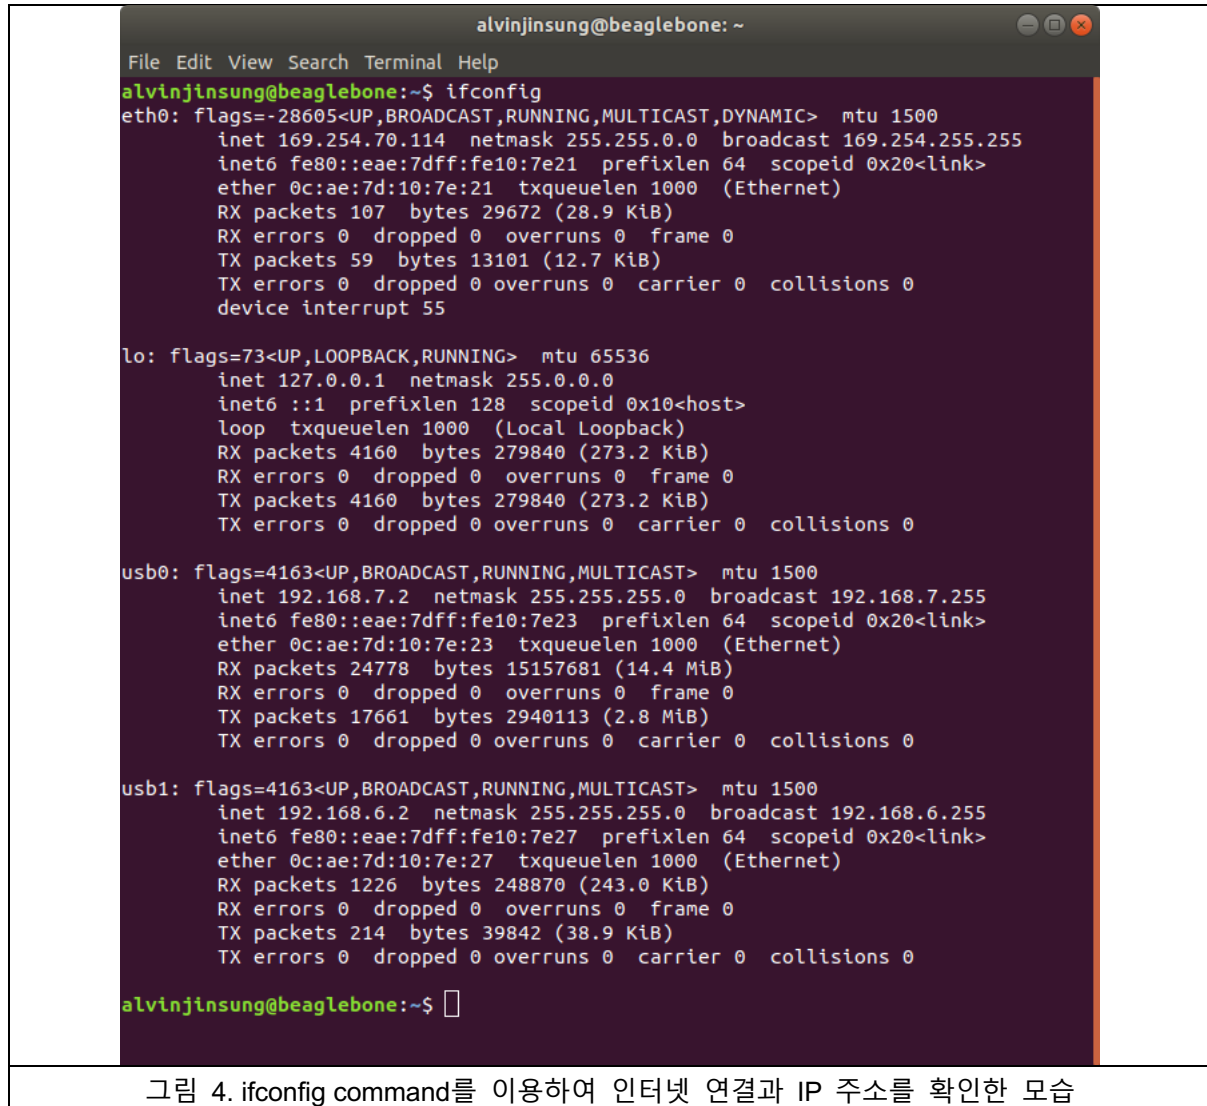 alvinjinsung@beaglebone: ~
File Edit View Search Terminal Help
alvinjinsung@beaglebone:~$ ifconfig
eth0: flags=-28605<UP,BROADCAST,RUNNING,MULTICAST,DYNAMIC>  mtu 1500
        inet 169.254.70.114  netmask 255.255.0.0  broadcast 169.254.255.255
        inet6 fe80::eae:7dff:fe10:7e21  prefixlen 64  scopeid 0x20<link>
        ether 0c:ae:7d:10:7e:21  txqueuelen 1000  (Ethernet)
        RX packets 107  bytes 29672 (28.9 KiB)
        RX errors 0  dropped 0  overruns 0  frame 0
        TX packets 59  bytes 13101 (12.7 KiB)
        TX errors 0  dropped 0 overruns 0  carrier 0  collisions 0
        device interrupt 55
lo: flags=73<UP,LOOPBACK,RUNNING>  mtu 65536
        inet 127.0.0.1  netmask 255.0.0.0
        inet6 ::1  prefixlen 128  scopeid 0x10<host>
        loop  txqueuelen 1000  (Local Loopback)
        RX packets 4160  bytes 279840 (273.2 KiB)
        RX errors 0  dropped 0  overruns 0  frame 0
        TX packets 4160  bytes 279840 (273.2 KiB)
        TX errors 0  dropped 0 overruns 0  carrier 0  collisions 0
usb0: flags=4163<UP,BROADCAST,RUNNING,MULTICAST>  mtu 1500
        inet 192.168.7.2  netmask 255.255.255.0  broadcast 192.168.7.255
        inet6 fe80::eae:7dff:fe10:7e23  prefixlen 64  scopeid 0x20<link>
        ether 0c:ae:7d:10:7e:23  txqueuelen 1000  (Ethernet)
        RX packets 24778  bytes 15157681 (14.4 MiB)
        RX errors 0  dropped 0  overruns 0  frame 0
        TX packets 17661  bytes 2940113 (2.8 MiB)
        TX errors 0  dropped 0 overruns 0  carrier 0  collisions 0
usb1: flags=4163<UP,BROADCAST,RUNNING,MULTICAST>  mtu 1500
        inet 192.168.6.2  netmask 255.255.255.0  broadcast 192.168.6.255
        inet6 fe80::eae:7dff:fe10:7e27  prefixlen 64  scopeid 0x20<link>
        ether 0c:ae:7d:10:7e:27  txqueuelen 1000  (Ethernet)
        RX packets 1226  bytes 248870 (243.0 KiB)
        RX errors 0  dropped 0  overruns 0  frame 0
        TX packets 214  bytes 39842 (38.9 KiB)
        TX errors 0  dropped 0 overruns 0  carrier 0  collisions 0
alvinjinsung@beaglebone:~$
그림 4. ifconfig command를 이용하여 인터넷 연결과 IP 주소를 확인한 모습